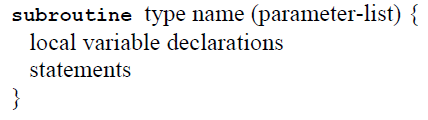 subroutine type name (parameter-list) {
local variable declarations
statements
}